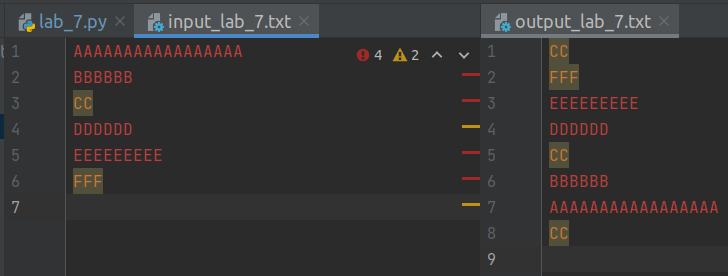 lab_7.py × input_lab_7.txt × output_lab_7.txt ×
1 AAAAAAAAAAAAAAAAA 4 2
2 BBBBBB
3 CC
4 DDDDDD
5 EEEEEEEEE
6 FFF
7
1 CC
2 FFF
3 EEEEEEEEE
4 DDDDDD
5 CC
6 BBBBBB
7 AAAAAAAAAAAAAAAAA
8 CC
9